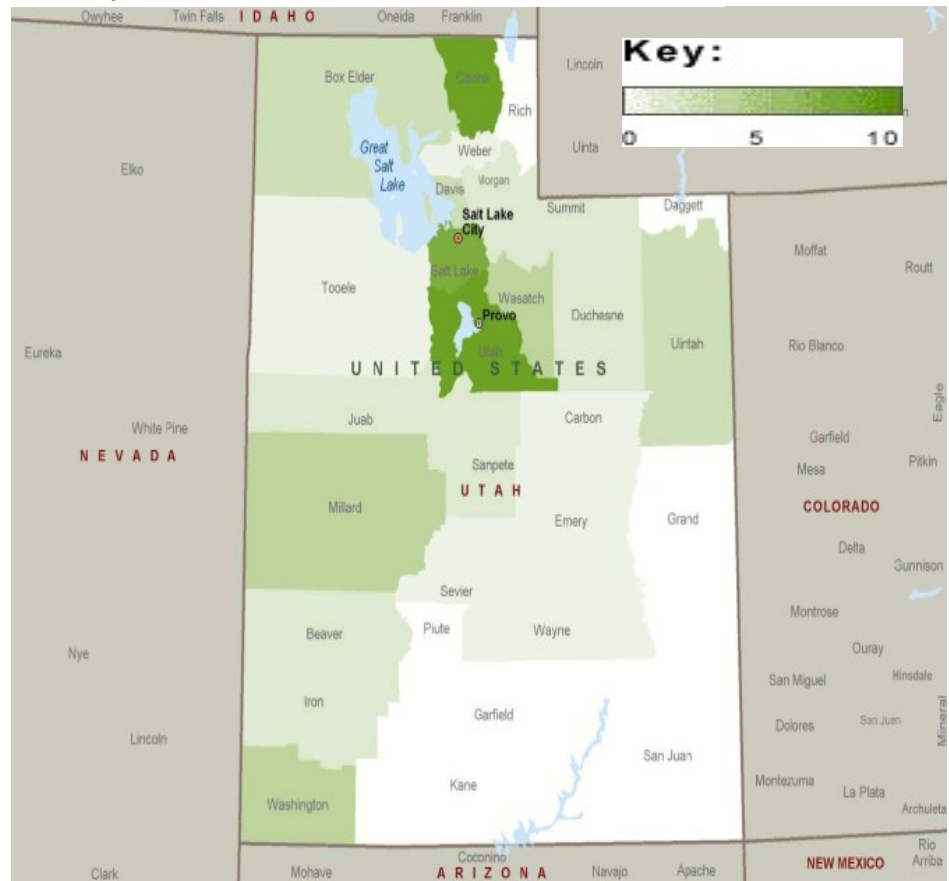 Owyhee Twin Falls IDAHO Oneida Franklin
Key:
0 5 10
Lincoln
Uinta
Cache
Box Elder
Rich
Great
Salt
Lake
Weber
Morgan
Davis
Summit
Daggett
Salt Lake
City
Salt Lake
Tooele
Wasatch
Duchesne
Provo
Utah
Uintah
UNITED STATES
Elko
Eureka
White Pine
NEVADA
Nye
Lincoln
Clark
Juab
Carbon
Sanpete
UTAH
Millard
Emery
Grand
Sevier
Piute
Wayne
Beaver
Iron
Garfield
San Juan
Kane
Washington
Moffat
Routt
Rio Blanco
Eagle
Garfield
Mesa
Pitkin
COLORADO
Delta
Gunnison
Montrose
Ouray
San Miguel
Hinsdale
Dolores
San Juan
Mineral
Montezuma
La Plata
Archuleta
Mohave
Coconino
ARIZONA
Navajo
Apache
NEW MEXICO
Rio
Arriba